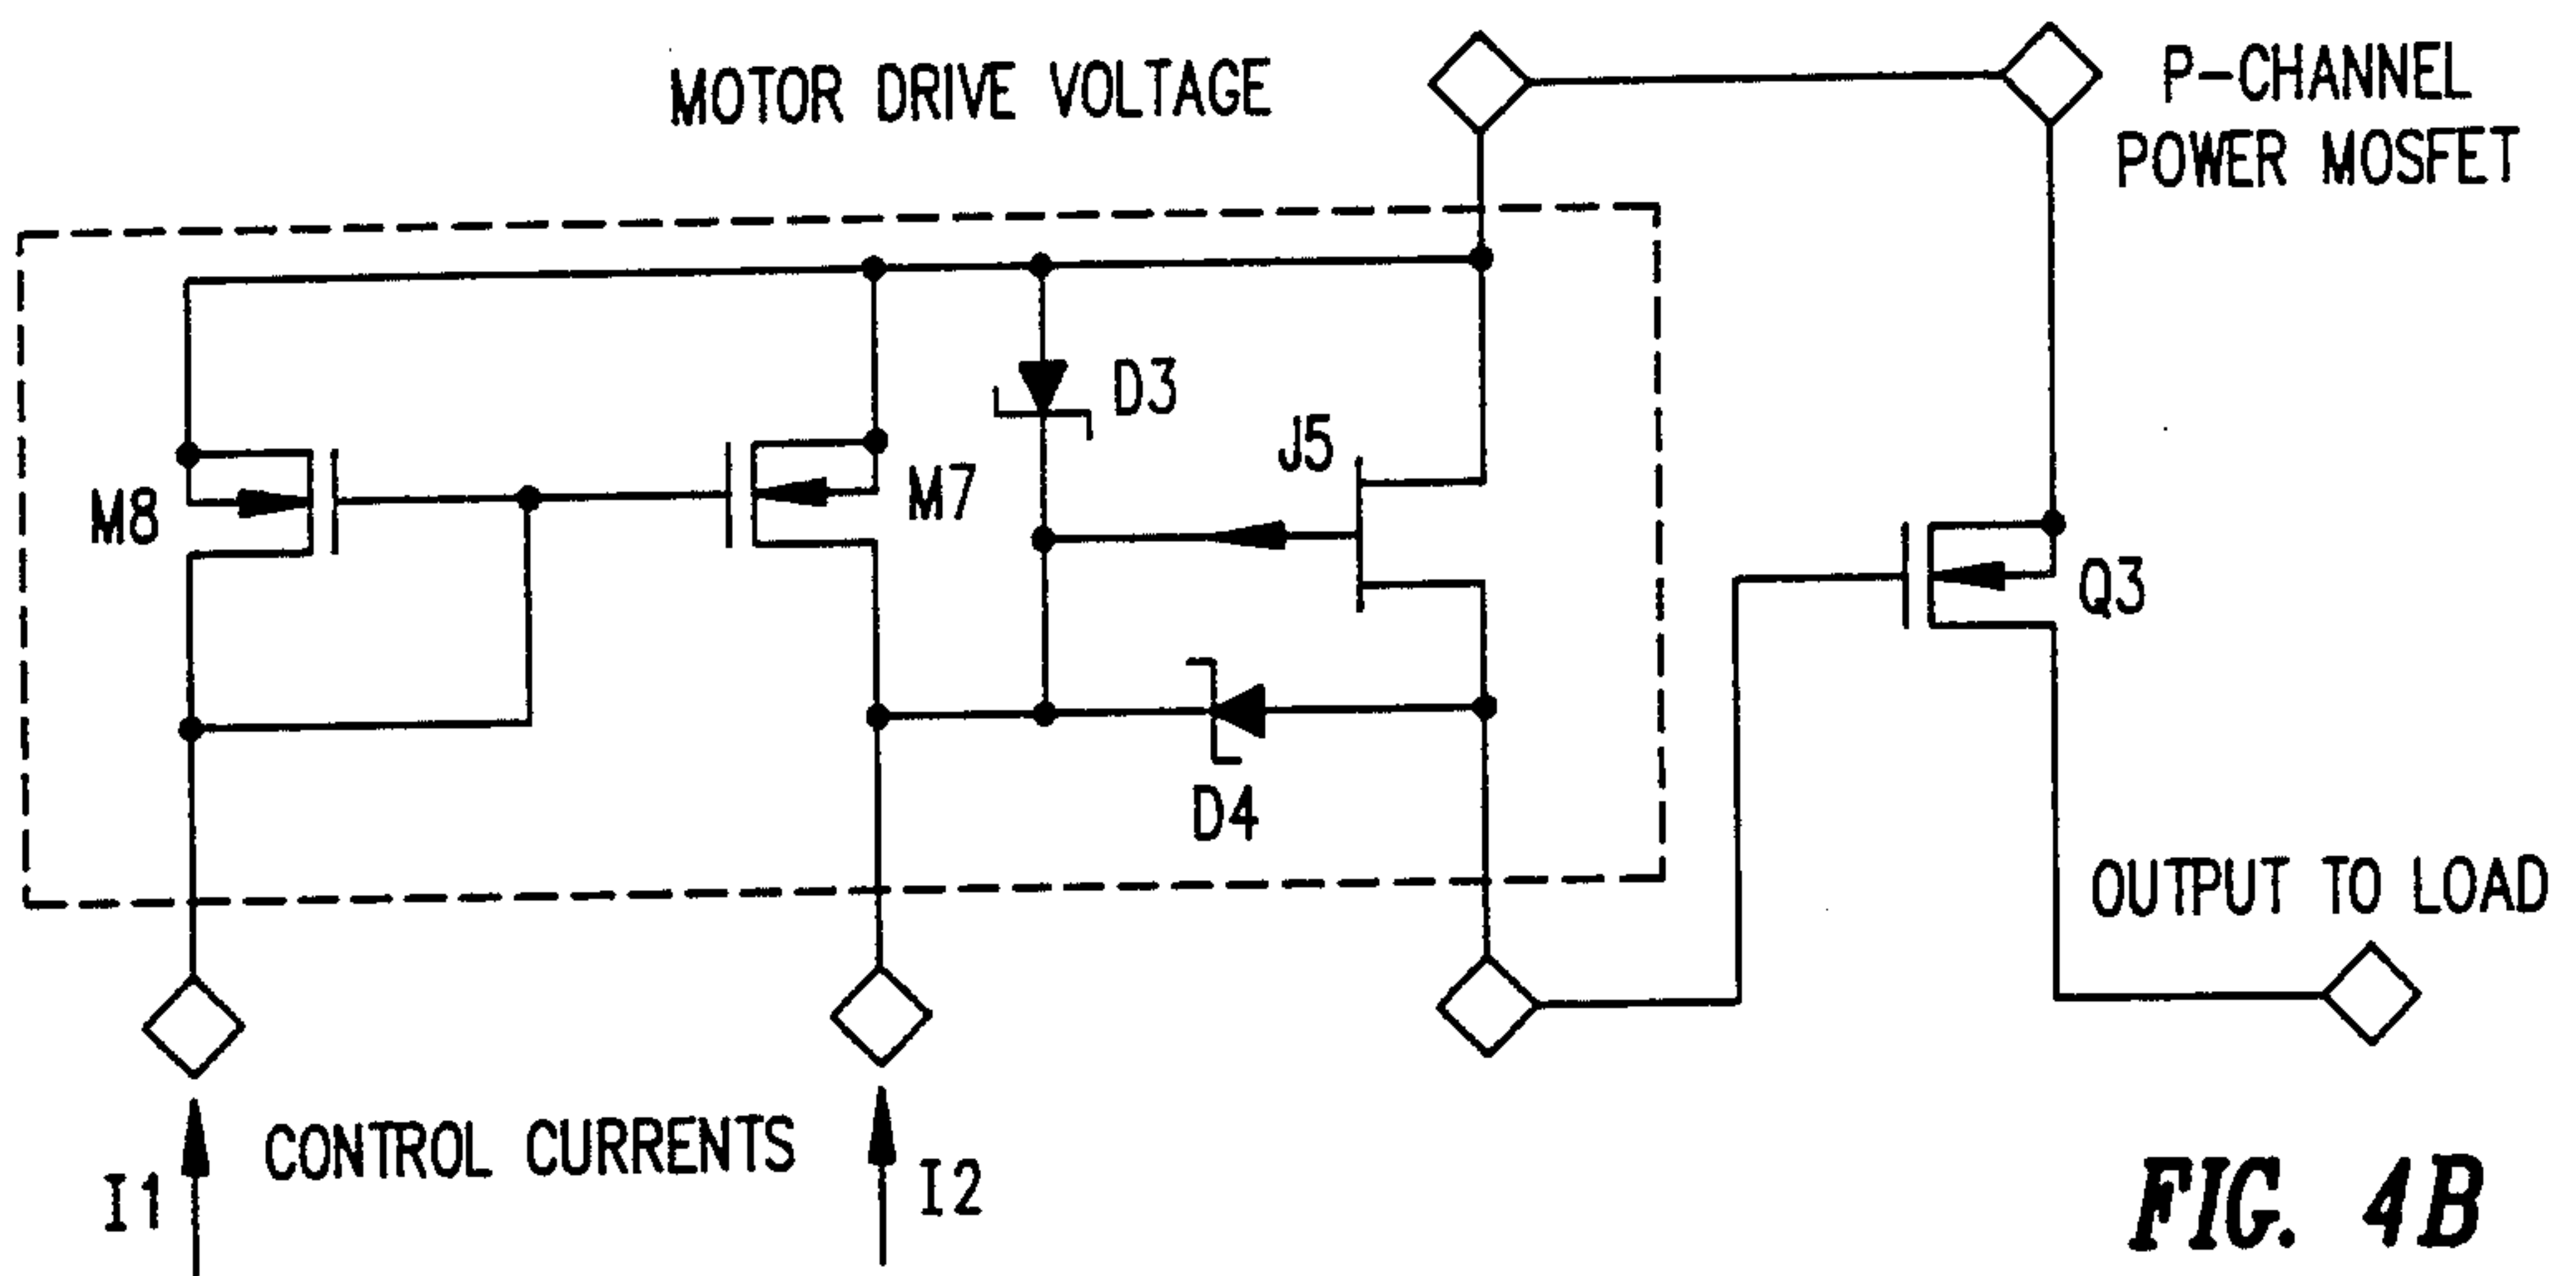 MOTOR DRIVE VOLTAGE
P-CHANNEL
POWER MOSFET
D3
J5
M8
M7
Q3
D4
OUTPUT TO LOAD
CONTROL CURRENTS
I1
I2
FIG. 4B